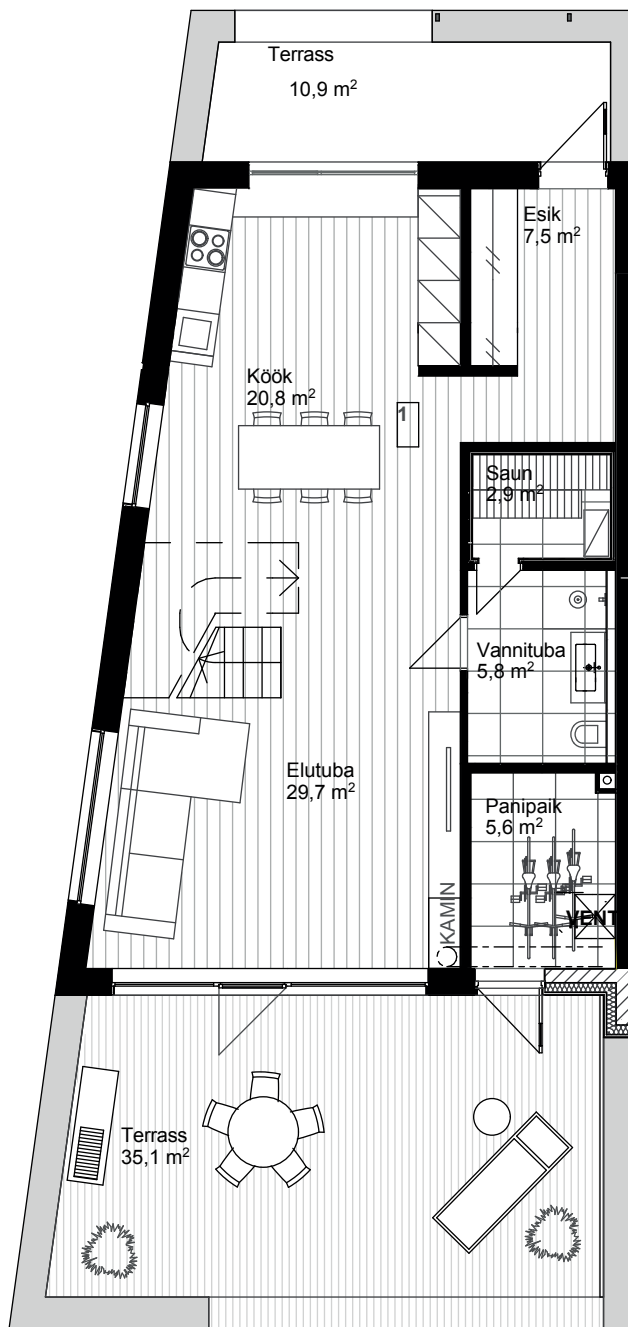 Terrass
10,9 m²
Esik
7,5 m²
Köök
20,8 m²
1
Saun
2,9 m²
Vannituba
5,8 m²
Elutuba
29,7 m²
Panipaik
5,6 m²
VENT
KAMIN
Terrass
35,1 m²